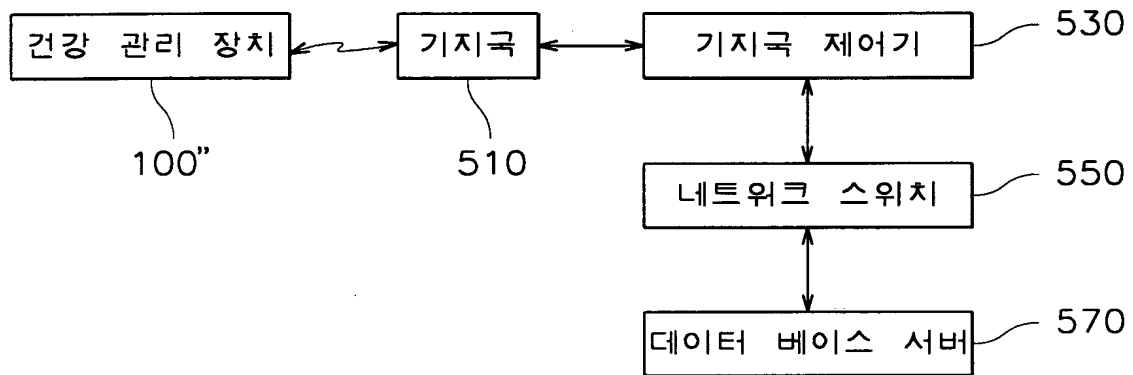 건강 관리 장치
기지국
기지국 제어기
530
100”
510
네트워크 스위치
550
데이터 베이스 서버
570